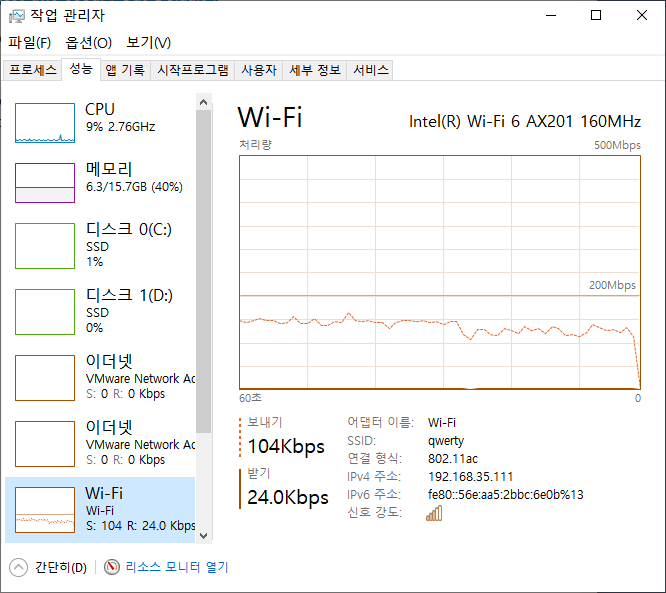 작업 관리자
파일(F) 옵션(O) 보기(V)
프로세스 성능 앱 기록 시작프로그램 사용자 세부 정보 서비스
CPU
9% 2.76GHz
메모리
6.3/15.7GB (40%)
디스크 0(C:)
SSD
1%
디스크 1(D:)
SSD
0%
이더넷
VMware Network Ac
S: 0 R: 0 Kbps
이더넷
VMware Network Ac
S: 0 R: 0 Kbps
Wi-Fi
Wi-Fi
S: 104 R: 24.0 Kbps
Wi-Fi Intel(R) Wi-Fi 6 AX201 160MHz
처리량 500Mbps
200Mbps
60초 0
보내기
104Kbps
받기
24.0Kbps
어댑터 이름: Wi-Fi
SSID: qwerty
연결 형식: 802.11ac
IPv4 주소: 192.168.35.111
IPv6 주소: fe80::56e:aa5:2bbc:6e0b%13
신호 강도:
간단히(D) 리소스 모니터 열기